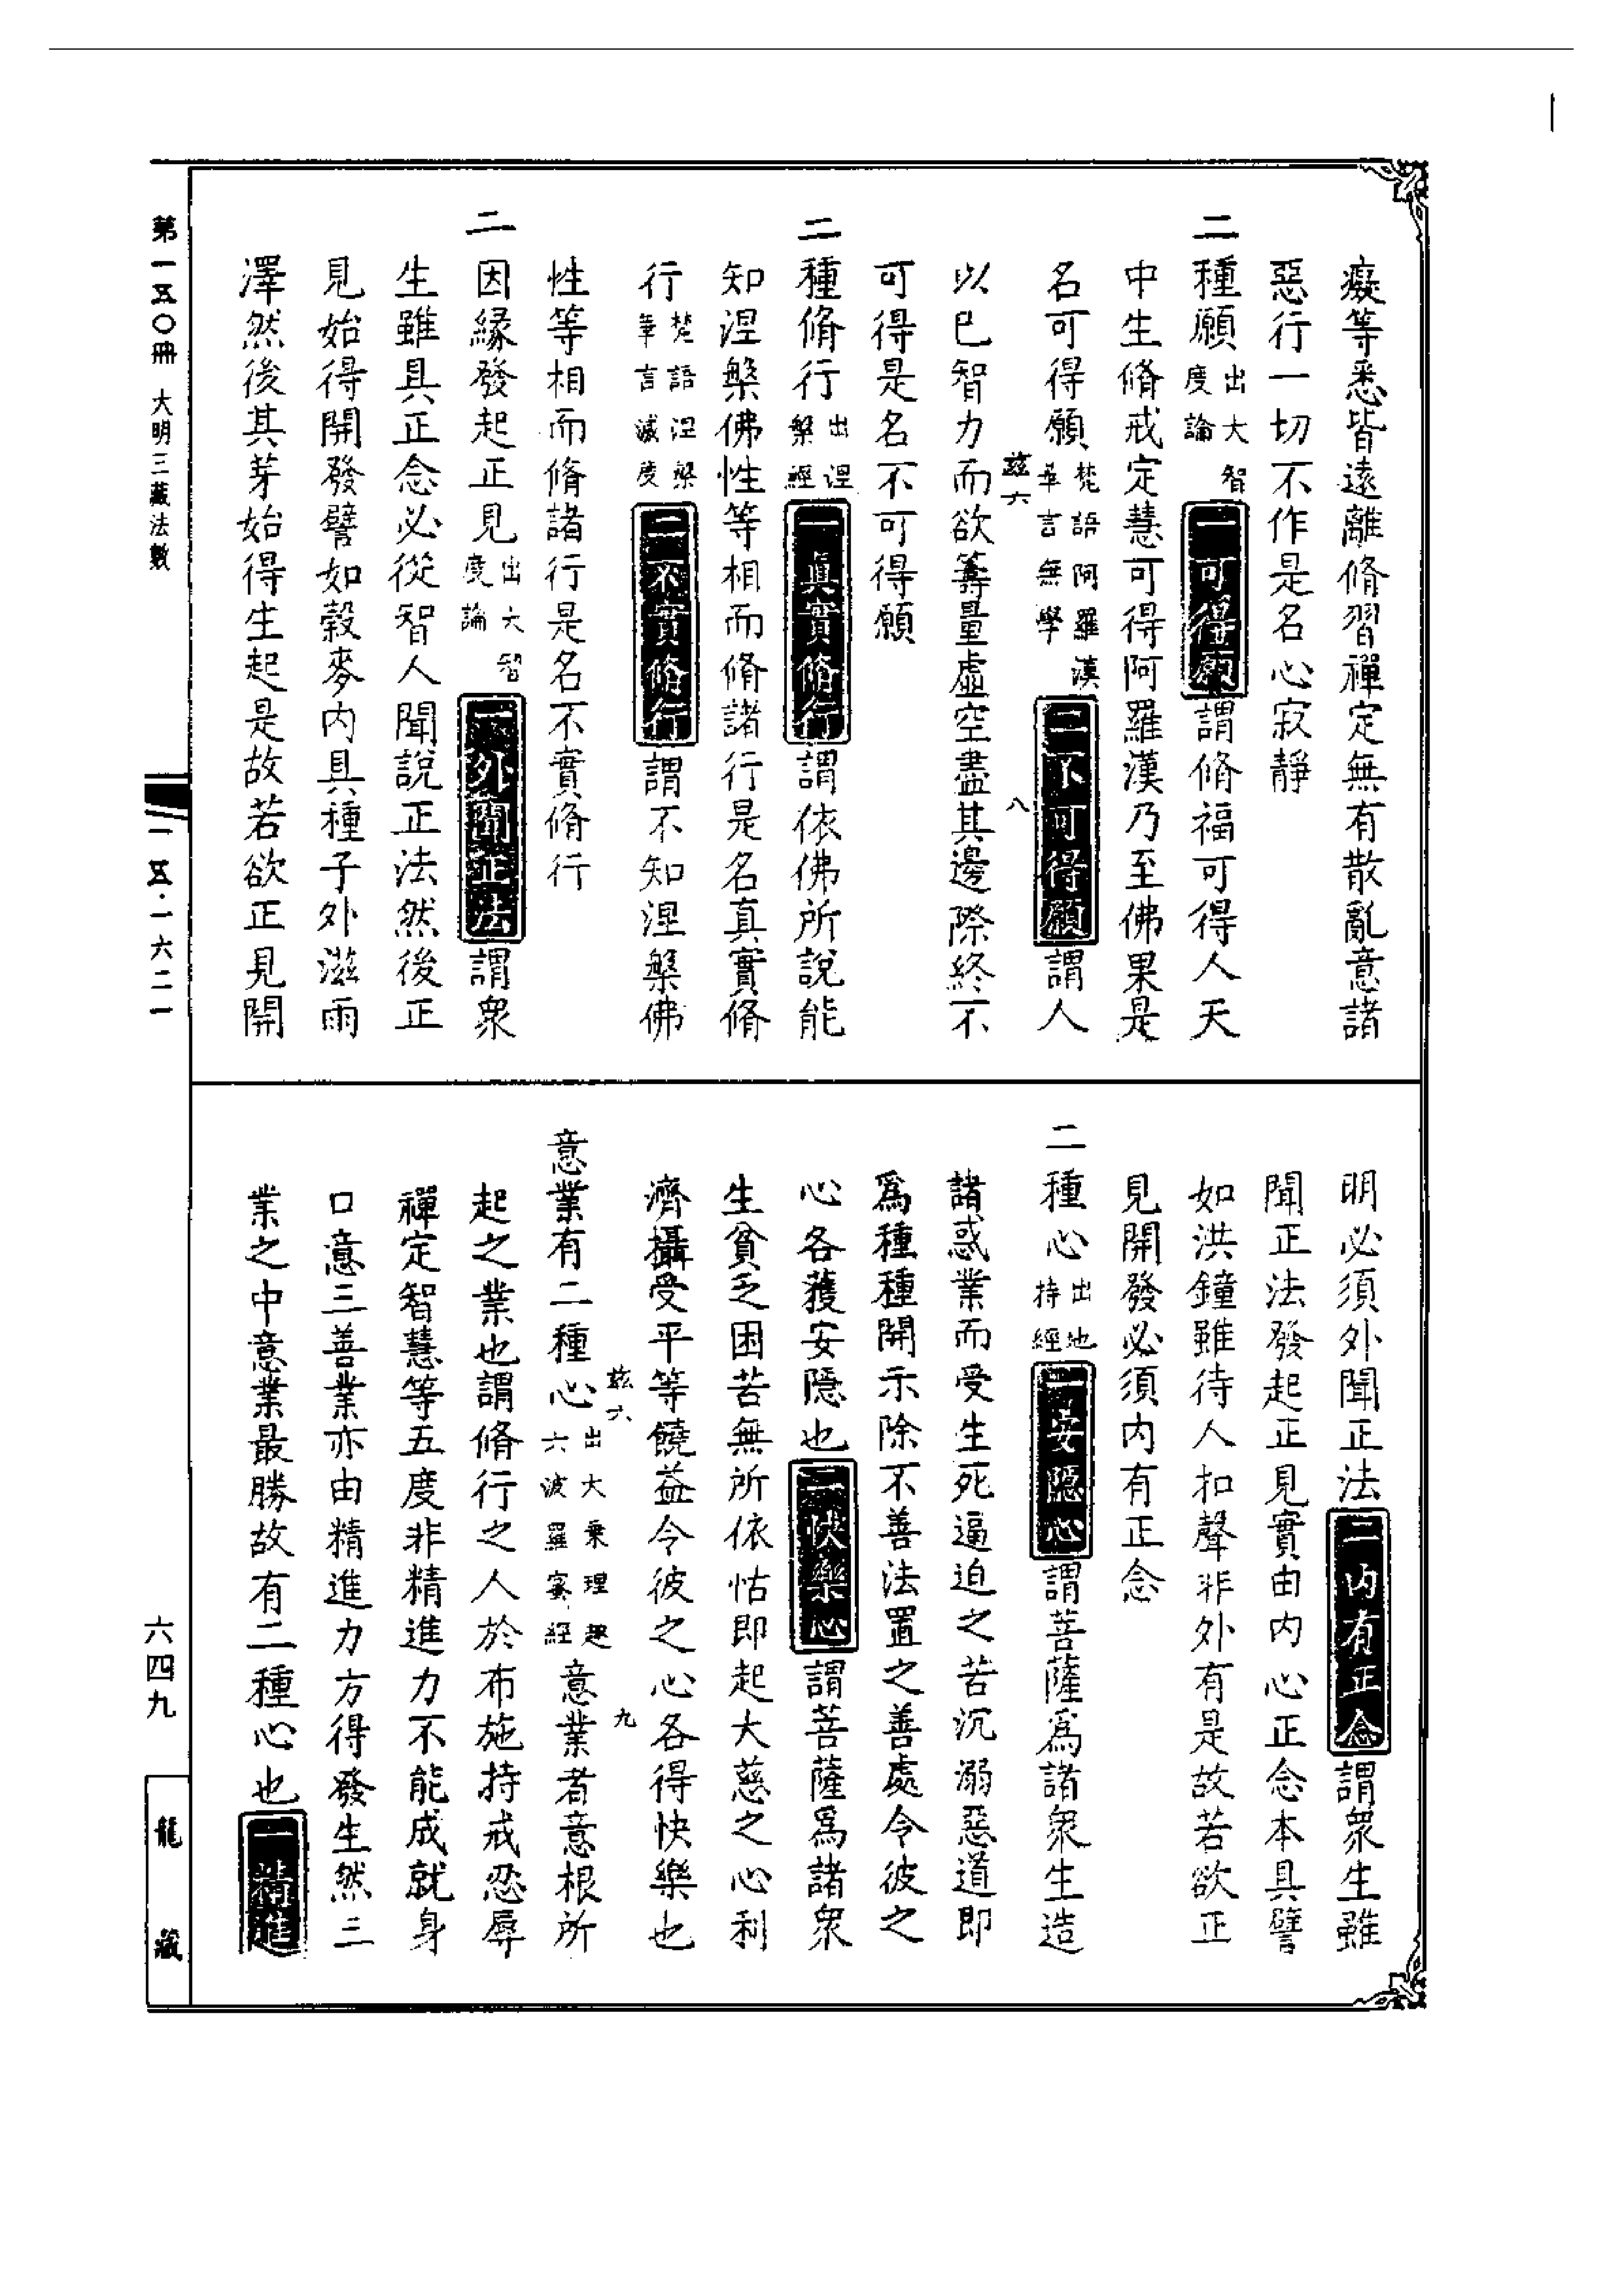 癡等悉皆遠離脩習禪定無有散亂意諸
惡行一切不作是名心寂靜
二種願出大智度論一可得願謂脩福可得人天
中生脩戒定慧可得阿羅漢乃至佛果是
名可得願梵語阿羅漢華言無學二不可得願謂人
茲六 八
以已智力而欲籌量虛空盡其邊際終不
可得是名不可得願
二種脩行出涅槃經一真實脩行謂依佛所說能
知涅槃佛性等相而脩諸行是名真實脩
行梵語涅槃華言滅度二不實脩行謂不知涅槃佛
性等相而脩諸行是名不實脩行
二因緣發起正見出大智度論一外聞正法謂眾
生雖具正念必從智人聞說正法然後正
見始得開發譬如穀麥內具種子外滋雨
澤然後其芽始得生起是故若欲正見開
明必須外聞正法二內有正念謂眾生雖
聞正法發起正見實由內心正念本具譬
如洪鐘雖待人扣聲非外有是故若欲正
見開發必須內有正念
二種心出地持經一安隱心謂菩薩為諸眾生造
諸惑業而受生死逼迫之苦沉溺惡道即
為種種開示除不善法置之善處令彼之
心各獲安隱也二快樂心謂菩薩為諸眾
生貧乏困苦無所依怙即起大慈之心利
濟攝受平等饒益令彼之心各得快樂也
茲六 九
意業有二種心出大乘理趣六波羅蜜經意業者意根所
起之業也謂脩行之人於布施持戒忍辱
禪定智慧等五度非精進力不能成就身
口意三善業亦由精進力方得發生然三
業之中意業最勝故有二種心也一精進
第一五〇冊 大明三藏法數
一五·一六二一
六四九
龍藏